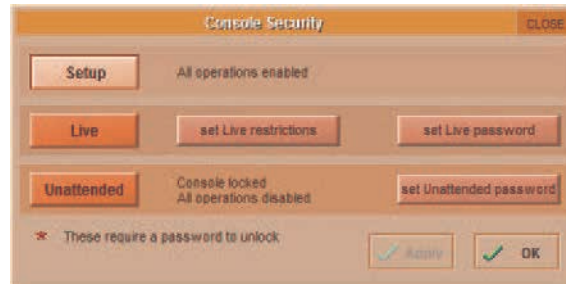 Console Security
CLOSE
Setup
All operations enabled
Live
set Live restrictions
set Live password
Unattended
Console locked
All operations disabled
set Unattended password
* These require a password to unlock
Apply
OK